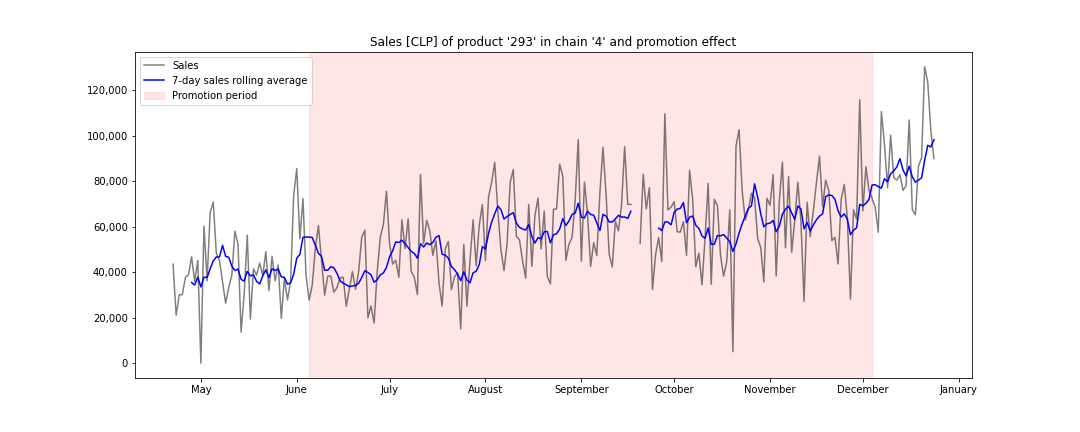 Sales [CLP] of product '293' in chain '4' and promotion effect
Sales
7-day sales rolling average
Promotion period
120,000
100,000
80,000
60,000
40,000
20,000
0
May June July August September October November December January